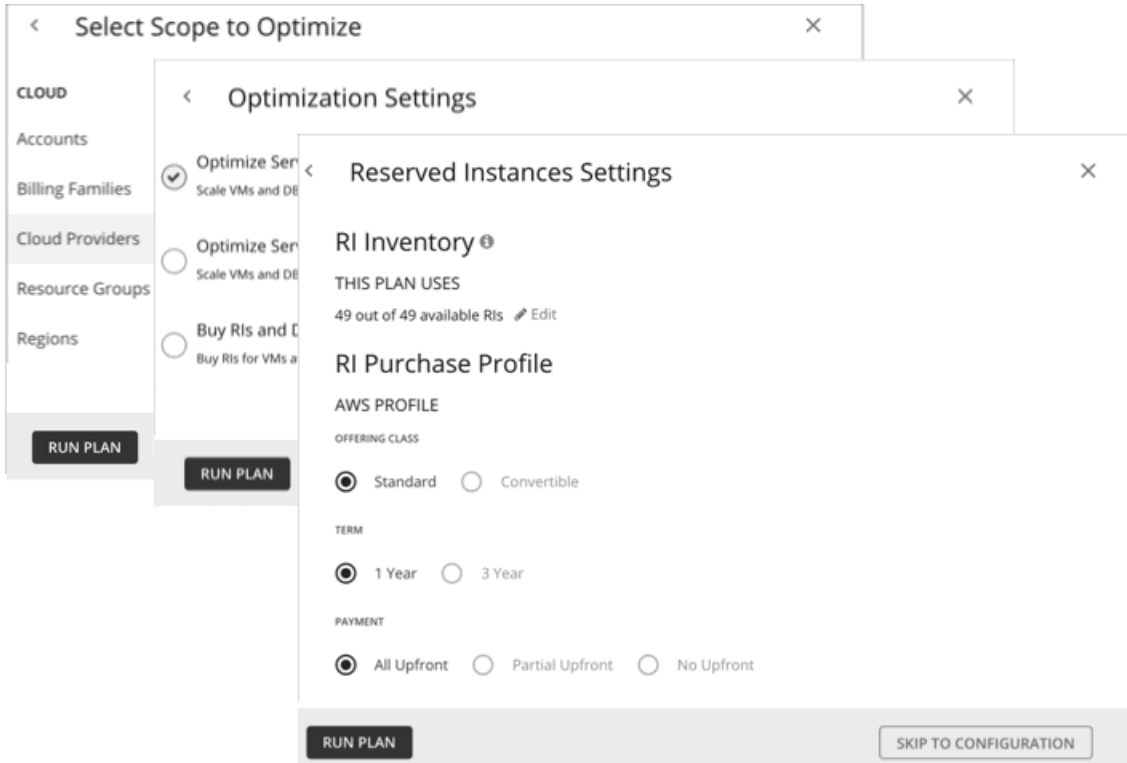 Select Scope to Optimize
CLOUD
Accounts
Billing Families
Cloud Providers
Resource Groups
Regions
RUN PLAN
Optimization Settings
Optimize Ser
Scale VMs and DB
Optimize Ser
Scale VMs and DB
Buy RIs and D
Buy RIs for VMs a
RUN PLAN
Reserved Instances Settings
RI Inventory
THIS PLAN USES
49 out of 49 available RIs Edit
RI Purchase Profile
AWS PROFILE
OFFERING CLASS
Standard Convertible
TERM
1 Year 3 Year
PAYMENT
All Upfront Partial Upfront No Upfront
RUN PLAN SKIP TO CONFIGURATION